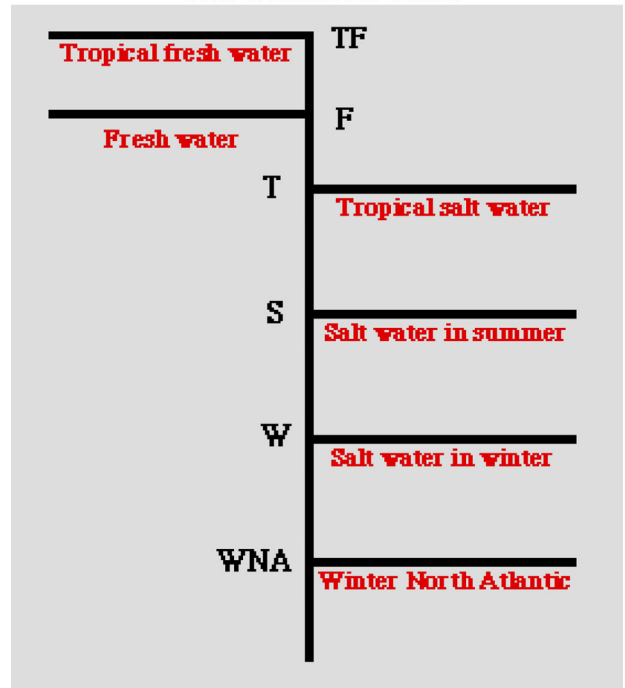 TF
Tropical fresh water
F
Fresh water
T
Tropical salt water
S
Salt water in summer
W
Salt water in winter
WNA
Winter North Atlantic